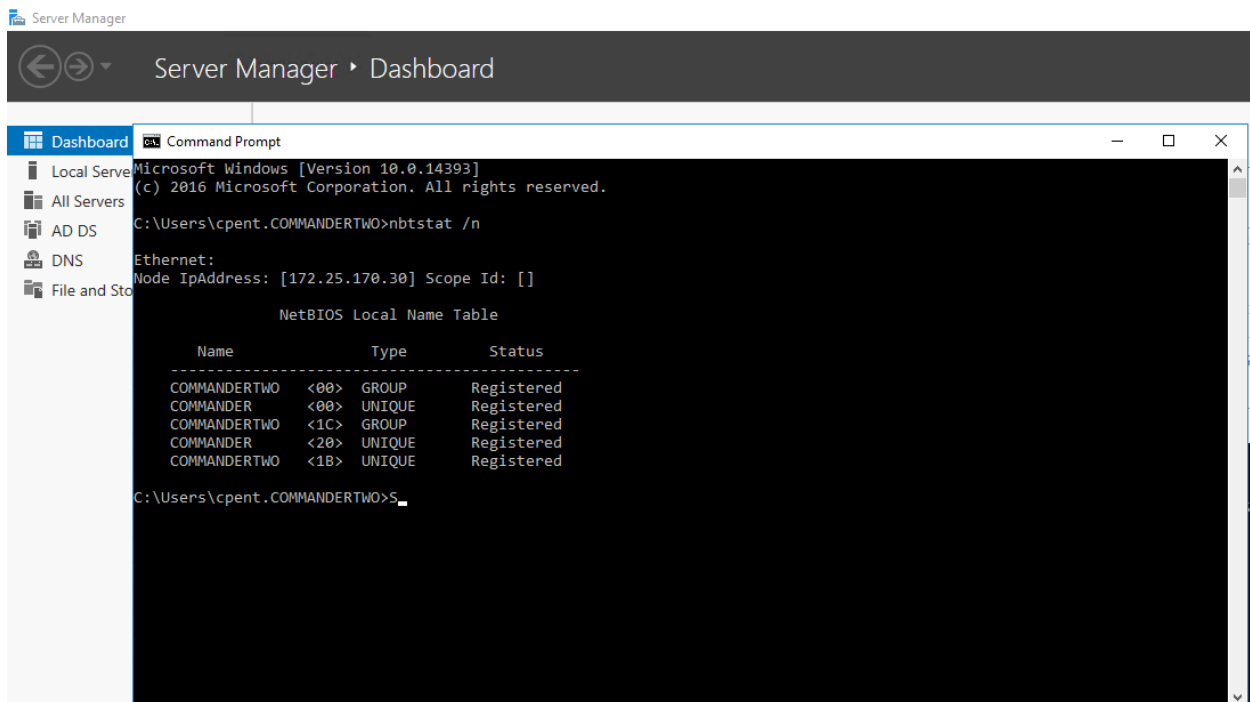 Server Manager
Server Manager ‣ Dashboard
Dashboard
Local Serve
All Servers
AD DS
DNS
File and Sto
Command Prompt
Microsoft Windows [Version 10.0.14393]
(c) 2016 Microsoft Corporation. All rights reserved.
C:\Users\cpent.COMMANDERTWO>nbtstat /n
Ethernet:
Node IpAddress: [172.25.170.30] Scope Id: []
NetBIOS Local Name Table
Name Type Status
---------------------------------------------
COMMANDERTWO <00> GROUP Registered
COMMANDER <00> UNIQUE Registered
COMMANDERTWO <1C> GROUP Registered
COMMANDER <20> UNIQUE Registered
COMMANDERTWO <1B> UNIQUE Registered
C:\Users\cpent.COMMANDERTWO>S